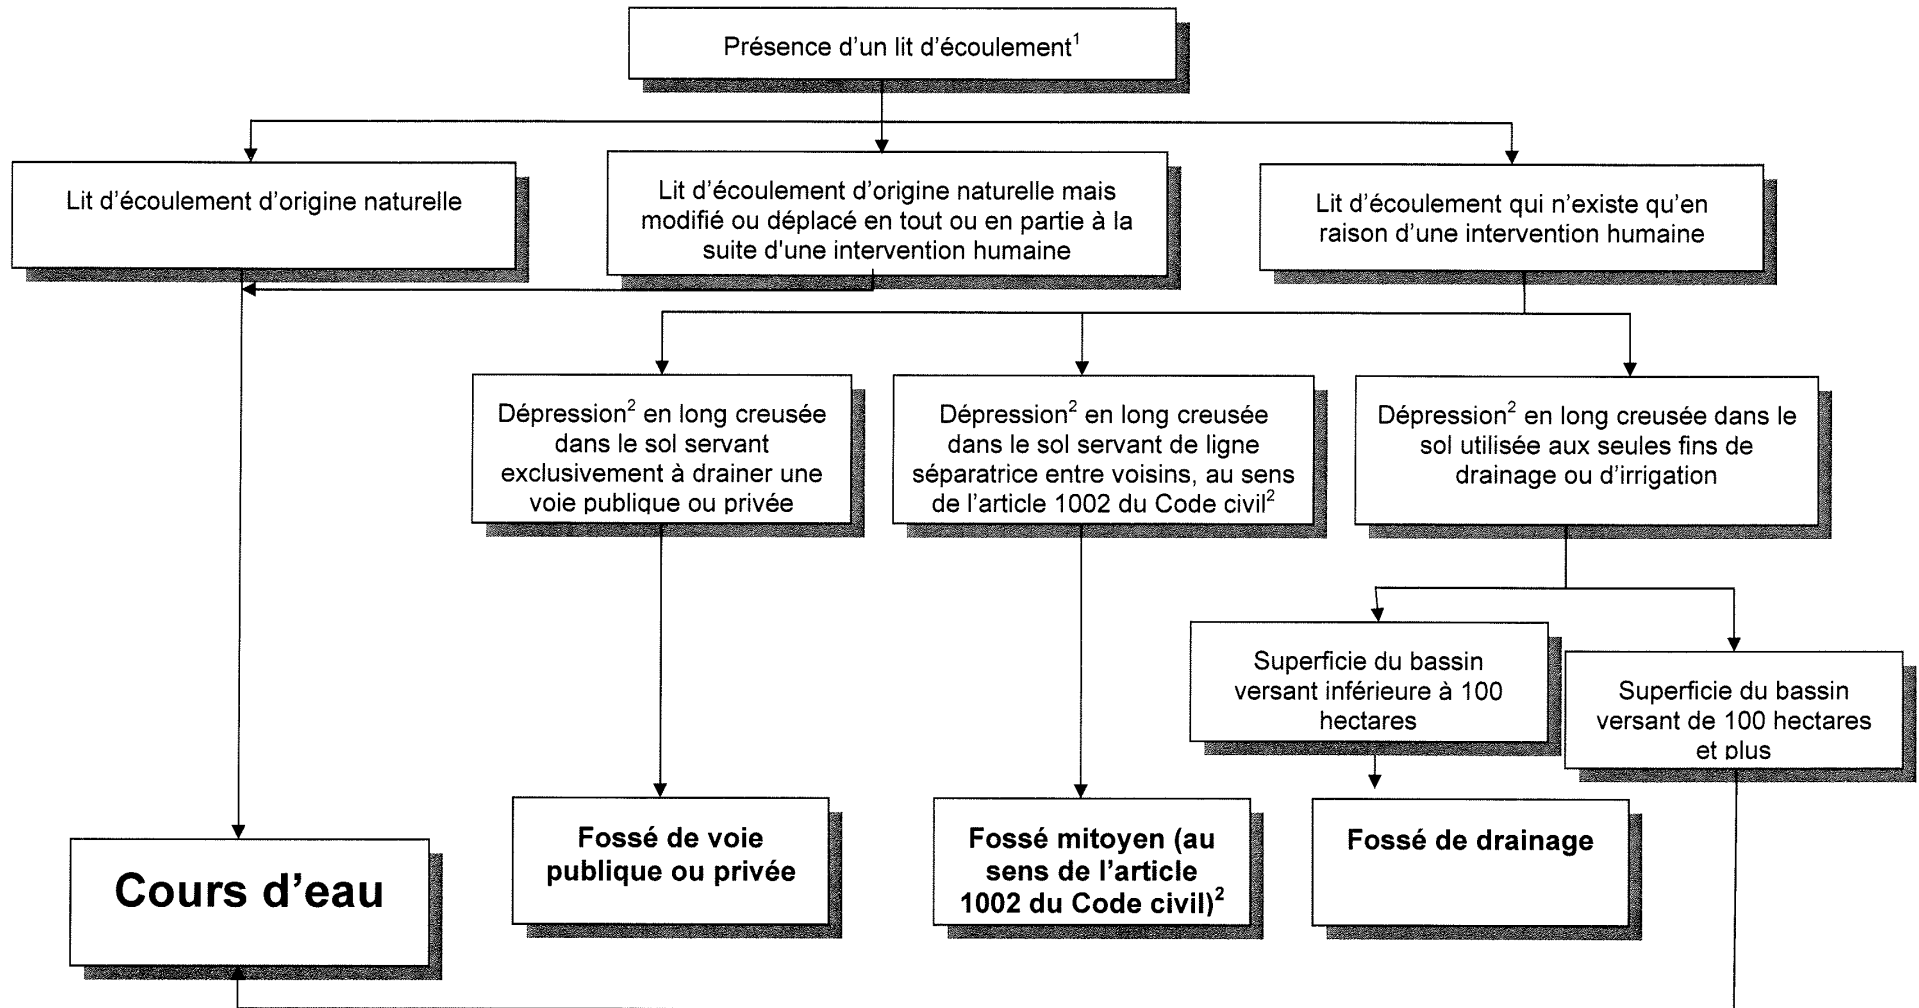 Présence d'un lit d'écoulement¹
Lit d'écoulement d'origine naturelle
Lit d'écoulement d'origine naturelle mais
modifié ou déplacé en tout ou en partie à la
suite d'une intervention humaine
Lit d'écoulement qui n'existe qu'en
raison d'une intervention humaine
Dépression² en long creusée
dans le sol servant
exclusivement à drainer une
voie publique ou privée
Dépression² en long creusée
dans le sol servant de ligne
séparatrice entre voisins, au sens
de l'article 1002 du Code civil²
Dépression² en long creusée dans le
sol utilisée aux seules fins de
drainage ou d'irrigation
Superficie du bassin
versant inférieure à 100
hectares
Superficie du bassin
versant de 100 hectares
et plus
Cours d'eau
Fossé de voie
publique ou privée
Fossé mitoyen (au
sens de l'article
1002 du Code civil)²
Fossé de drainage